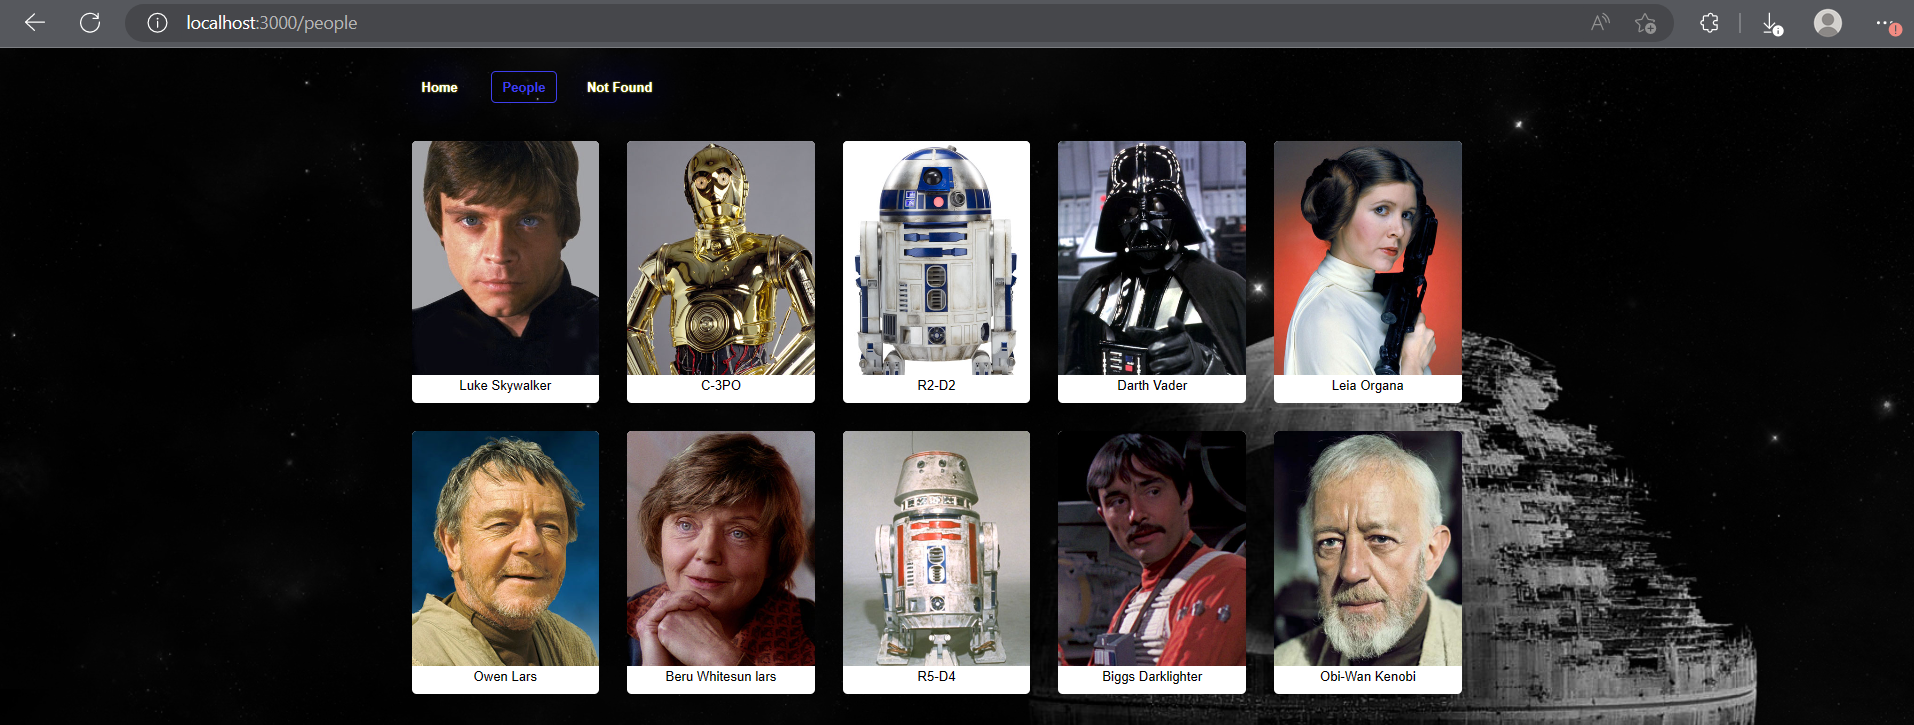 localhost:3000/people
Home People Not Found
Luke Skywalker C-3PO R2-D2 Darth Vader Leia Organa
Owen Lars Beru Whitesun lars R5-D4 Biggs Darklighter Obi-Wan Kenobi